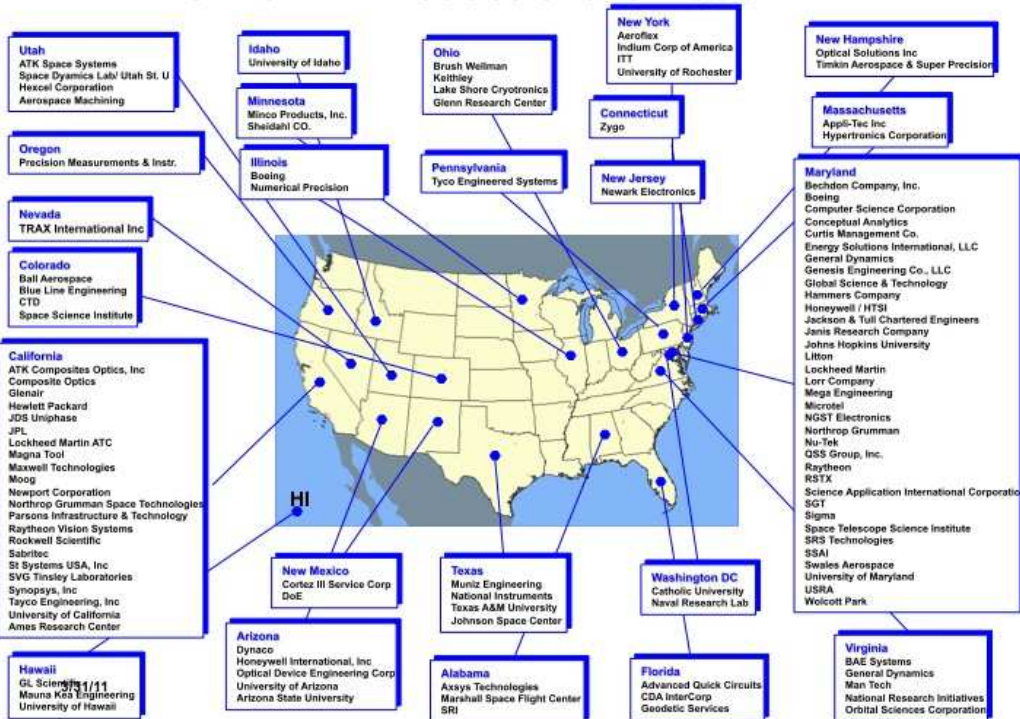 Utah
ATK Space Systems
Space Dyamics Lab/ Utah St. U
Hexcel Corporation
Aerospace Machining
Idaho
University of Idaho
Minnesota
Minco Products, Inc.
Sheidahl CO.
Illinois
Boeing
Numerical Precision
Ohio
Brush Wellman
Keithley
Lake Shore Cryotronics
Glenn Research Center
Pennsylvania
Tyco Engineered Systems
New York
Aeroflex
Indium Corp of America
ITT
University of Rochester
Connecticut
Zygo
New Jersey
Newark Electronics
New Hampshire
Optical Solutions Inc
Timkin Aerospace & Super Precision
Massachusetts
Appli-Tec Inc
Hypertronics Corporation
Oregon
Precision Measurements & Instr.
Nevada
TRAX International Inc
Colorado
Ball Aerospace
Blue Line Engineering
CTD
Space Science Institute
California
ATK Composites Optics, Inc
Composite Optics
Glenair
Hewlett Packard
JDS Uniphase
JPL
Lockheed Martin ATC
Magna Tool
Maxwell Technologies
Moog
Newport Corporation
Northrop Grumman Space Technologies
Parsons Infrastructure & Technology
Raytheon Vision Systems
Rockwell Scientific
Sabritec
St Systems USA, Inc
SVG Tinsley Laboratories
Synopsys, Inc
Tayco Engineering, Inc
University of California
Ames Research Center
Maryland
Bechdon Company, Inc.
Boeing
Computer Science Corporation
Conceptual Analytics
Curtis Management Co.
Energy Solutions International, LLC
General Dynamics
Genesis Engineering Co., LLC
Global Science & Technology
Hammers Company
Honeywell / HTSI
Jackson & Tull Chartered Engineers
Janis Research Company
Johns Hopkins University
Litton
Lockheed Martin
Lorr Company
Mega Engineering
Microtel
NGST Electronics
Northrop Grumman
Nu-Tek
QSS Group, Inc.
Raytheon
RSTX
Science Application International Corporatio
SGT
Sigma
Space Telescope Science Institute
SRS Technologies
SSAI
Swales Aerospace
University of Maryland
USRA
Wolcott Park
HI
New Mexico
Cortez III Service Corp
DoE
Texas
Muniz Engineering
National Instruments
Texas A&M University
Johnson Space Center
Washington DC
Catholic University
Naval Research Lab
Hawaii
GL Scientific
3/31/11
Mauna Kea Engineering
University of Hawaii
Arizona
Dynaco
Honeywell International, Inc
Optical Device Engineering Corp
University of Arizona
Arizona State University
Alabama
Axsys Technologies
Marshall Space Flight Center
SRI
Florida
Advanced Quick Circuits
CDA InterCorp
Geodetic Services
Virginia
BAE Systems
General Dynamics
Man Tech
National Research Initiatives
Orbital Sciences Corporation